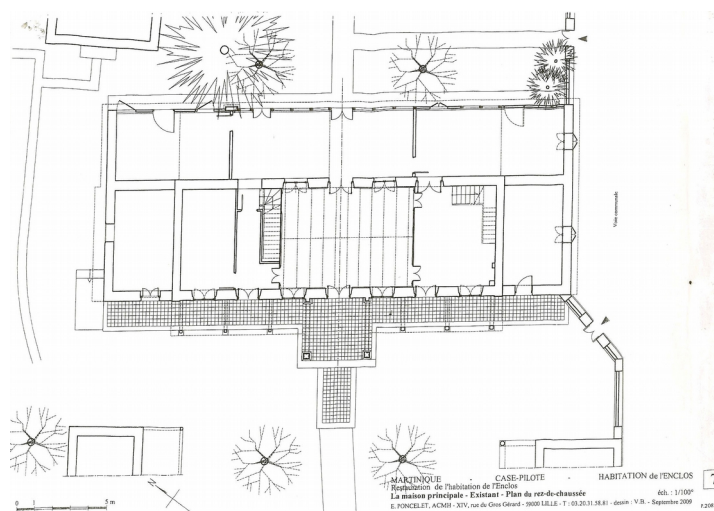 Voie communale
MARTINIQUE - CASE-PILOTE - HABITATION de l'ENCLOS
Restauration de l'habitation de l'Enclos
La maison principale - Existant - Plan du rez-de-chaussée éch. : 1/100°
E. PONCELET, ACMH - XIV, rue du Gros Gérard - 59000 LILLE - T : 03.20.31.58.81 - dessin : V.B. - Septembre 2009
N
0 1 5 m